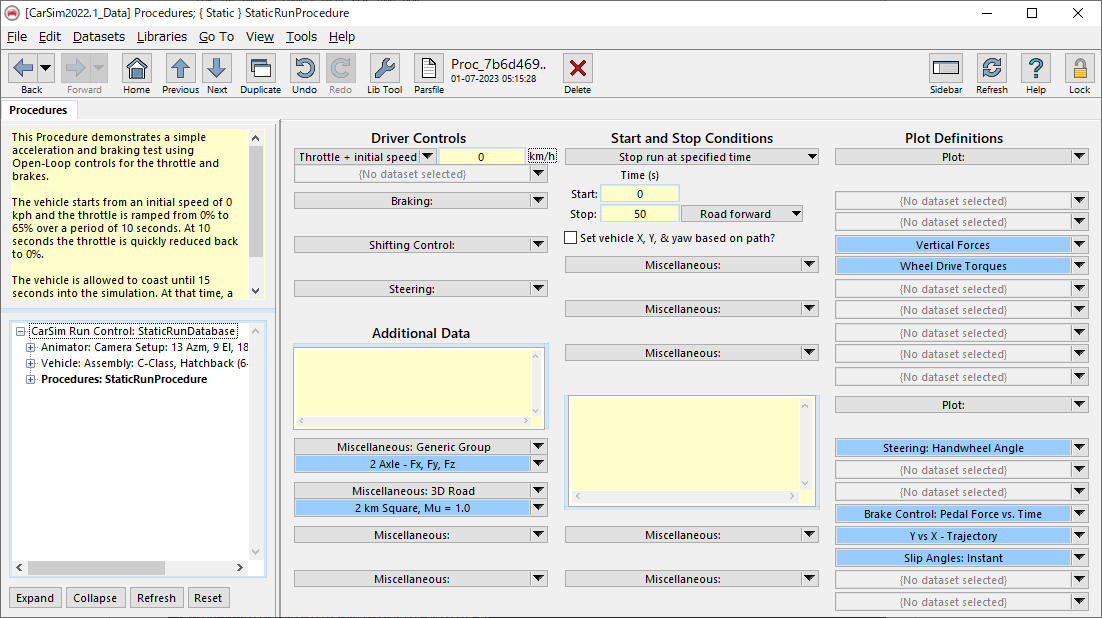 [CarSim2022.1_Data] Procedures; { Static } StaticRunProcedure
File Edit Datasets Libraries Go To View Tools Help
Back Forward Home Previous Next Duplicate Undo Redo Lib Tool Parsfile
Proc_7b6d469..
01-07-2023 05:15:28
Delete Sidebar Refresh Help Lock
Procedures
This Procedure demonstrates a simple
acceleration and braking test using
Open-Loop controls for the throttle and
brakes.
The vehicle starts from an initial speed of 0
kph and the throttle is ramped from 0% to
65% over a period of 10 seconds. At 10
seconds the throttle is quickly reduced back
to 0%.
The vehicle is allowed to coast until 15
seconds into the simulation. At that time, a
CarSim Run Control: StaticRunDatabase
Animator: Camera Setup: 13 Azm, 9 El, 18
Vehicle: Assembly: C-Class, Hatchback (6-
Procedures: StaticRunProcedure
Expand Collapse Refresh Reset
Driver Controls
Throttle + initial speed 0 km/h
{No dataset selected}
Braking:
Shifting Control:
Steering:
Additional Data
Miscellaneous: Generic Group
2 Axle - Fx, Fy, Fz
Miscellaneous: 3D Road
2 km Square, Mu = 1.0
Miscellaneous:
Miscellaneous:
Start and Stop Conditions
Stop run at specified time
Time (s)
Start: 0
Stop: 50 Road forward
Set vehicle X, Y, & yaw based on path?
Miscellaneous:
Miscellaneous:
Miscellaneous:
Miscellaneous:
Miscellaneous:
Plot Definitions
Plot:
{No dataset selected}
{No dataset selected}
Vertical Forces
Wheel Drive Torques
{No dataset selected}
{No dataset selected}
{No dataset selected}
{No dataset selected}
{No dataset selected}
Plot:
Steering: Handwheel Angle
{No dataset selected}
{No dataset selected}
Brake Control: Pedal Force vs. Time
Y vs X - Trajectory
Slip Angles: Instant
{No dataset selected}
{No dataset selected}